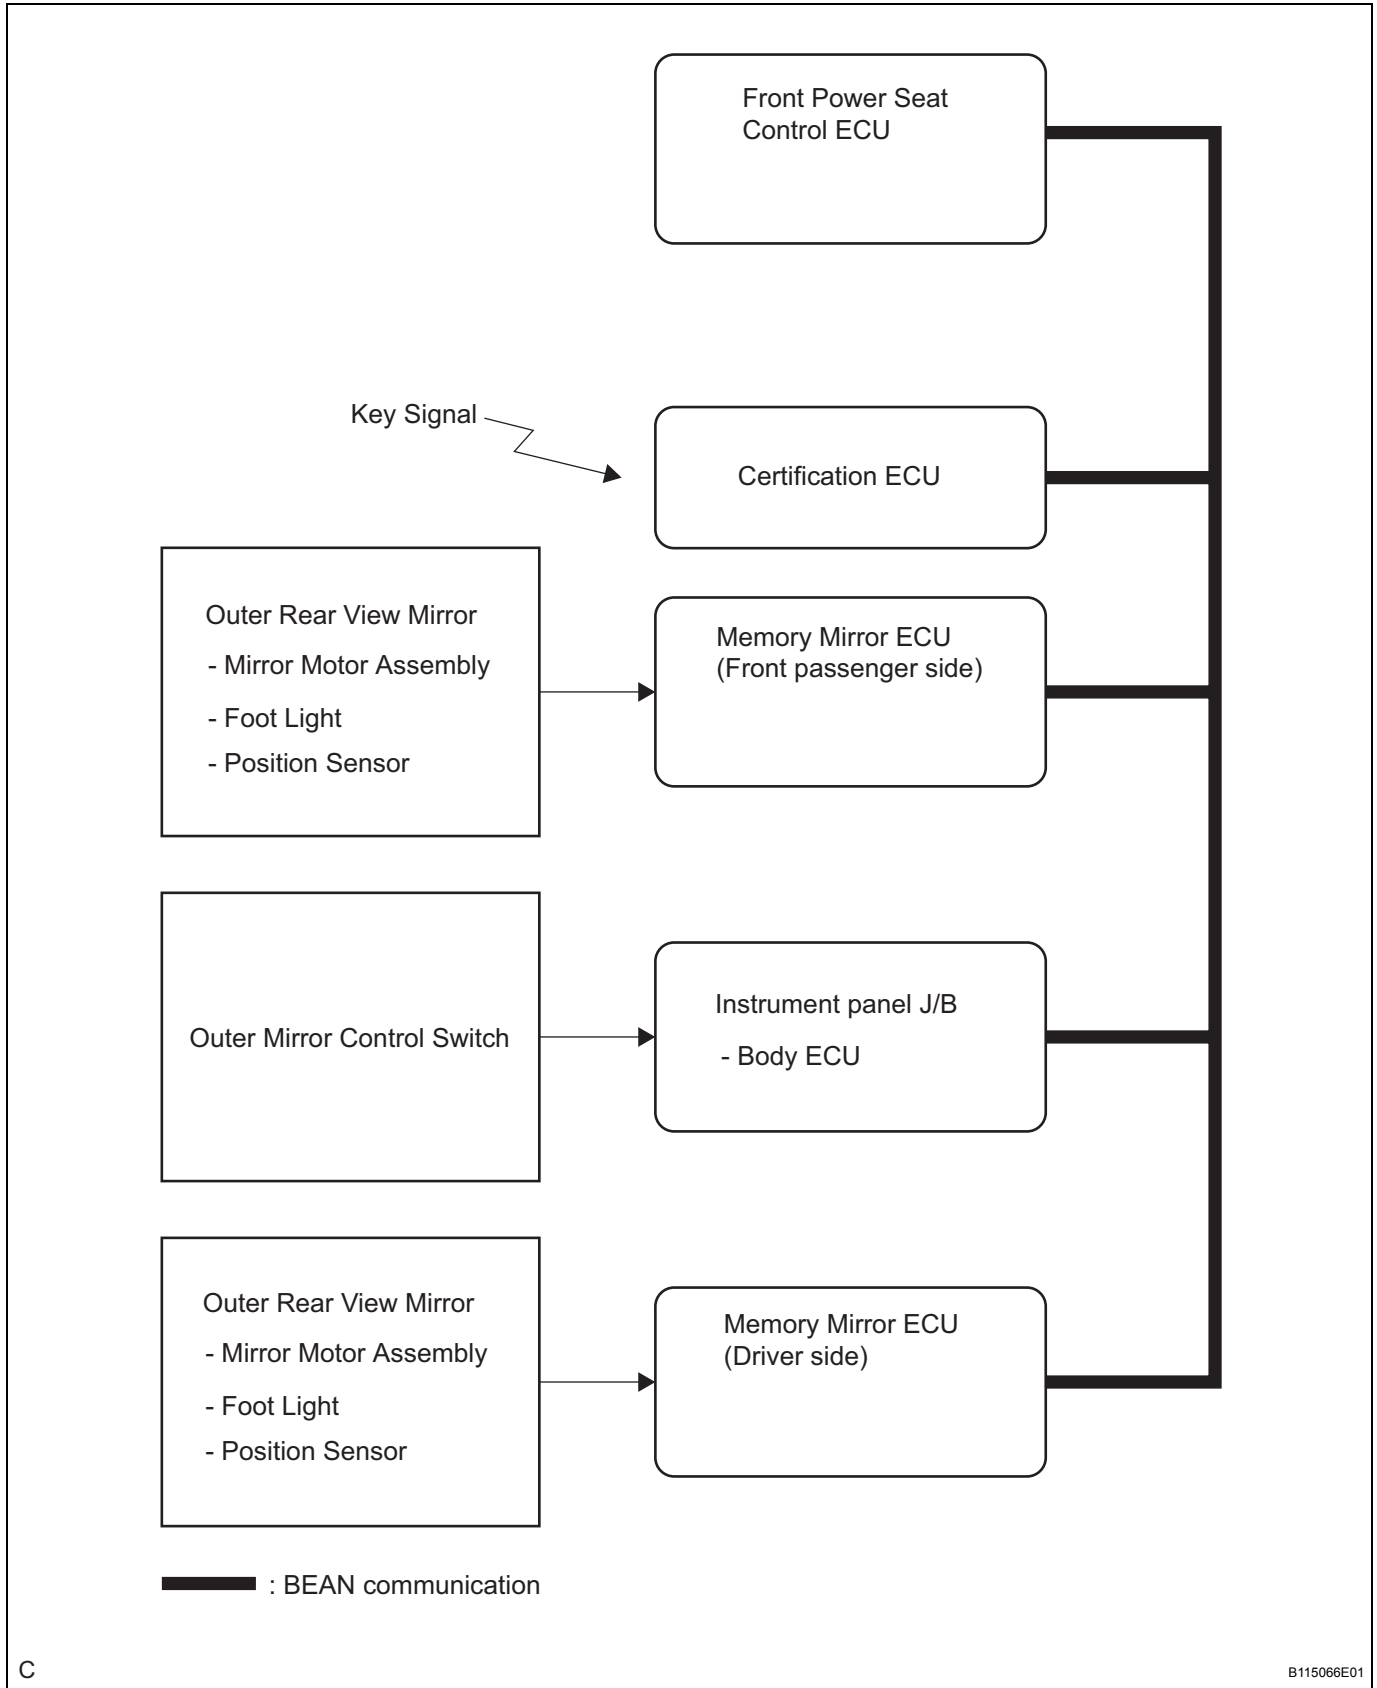 Front Power Seat
Control ECU
Key Signal
Certification ECU
Outer Rear View Mirror
- Mirror Motor Assembly
- Foot Light
- Position Sensor
Memory Mirror ECU
(Front passenger side)
Outer Mirror Control Switch
Instrument panel J/B
- Body ECU
Outer Rear View Mirror
- Mirror Motor Assembly
- Foot Light
- Position Sensor
Memory Mirror ECU
(Driver side)
: BEAN communication
C
B115066E01